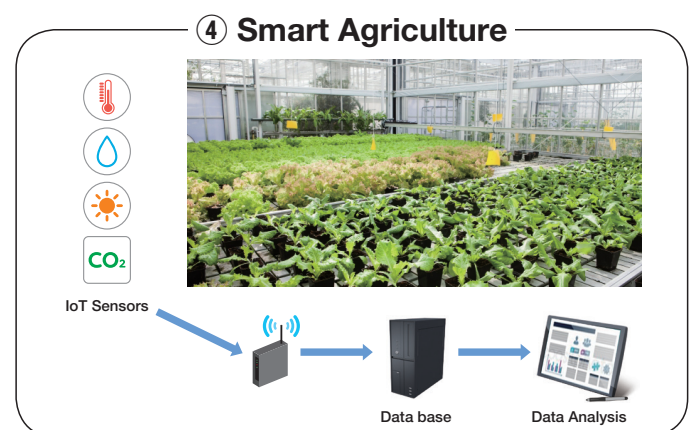 ④ Smart Agriculture
CO₂
IoT Sensors
Data base
Data Analysis